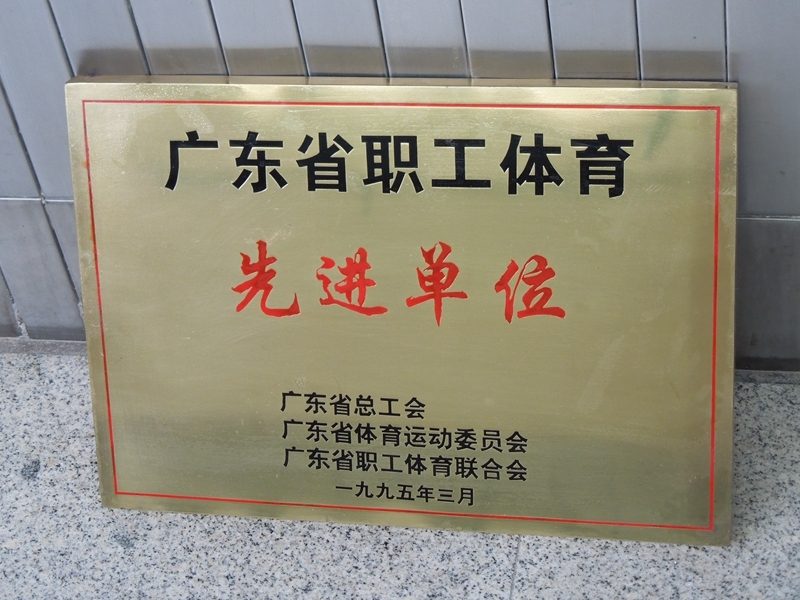 广东省职工体育
先进单位
广东省总工会
广东省体育运动委员会
广东省职工体育联合会
一九九五年三月